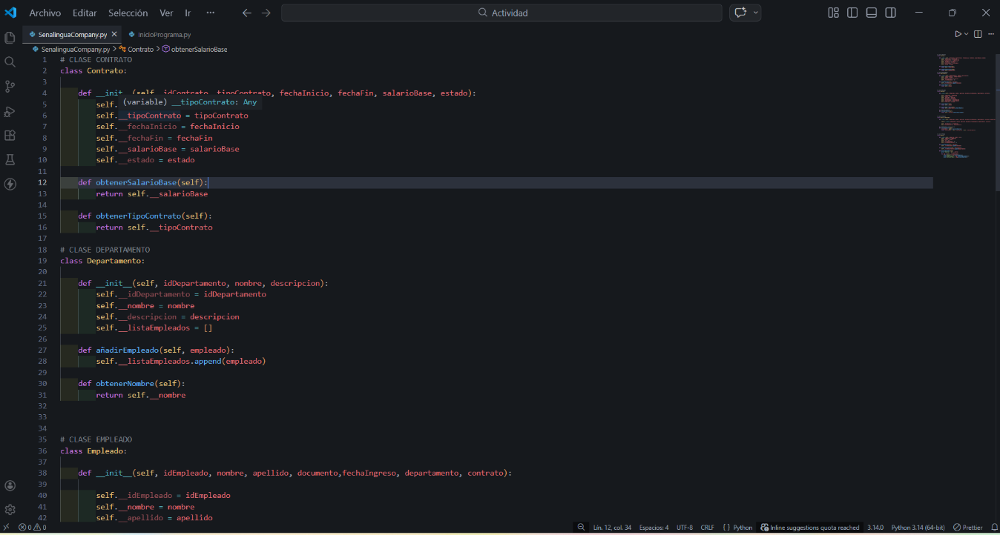 Archivo Editar Selección Ver Ir ··· Actividad
SenalinguaCompany.py InicioPrograma.py
SenalinguaCompany.py > Contrato > obtenerSalarioBase
1 # CLASE CONTRATO
2 class Contrato:
3
4 def __init__(self, idContrato, tipoContrato, fechaInicio, fechaFin, salarioBase, estado):
(variable) __tipoContrato: Any
5 self.
6 self.__tipoContrato = tipoContrato
7 self.__fechaInicio = fechaInicio
8 self.__fechaFin = fechaFin
9 self.__salarioBase = salarioBase
10 self.__estado = estado
11
12 def obtenerSalarioBase(self):
13 return self.__salarioBase
14
15 def obtenerTipoContrato(self):
16 return self.__tipoContrato
17
18 # CLASE DEPARTAMENTO
19 class Departamento:
20
21 def __init__(self, idDepartamento, nombre, descripcion):
22 self.__idDepartamento = idDepartamento
23 self.__nombre = nombre
24 self.__descripcion = descripcion
25 self.__listaEmpleados = []
26
27 def añadirEmpleado(self, empleado):
28 self.__listaEmpleados.append(empleado)
29
30 def obtenerNombre(self):
31 return self.__nombre
32
33
34
35 # CLASE EMPLEADO
36 class Empleado:
37
38 def __init__(self, idEmpleado, nombre, apellido, documento,fechaIngreso, departamento, contrato):
39
40 self.__idEmpleado = idEmpleado
41 self.__nombre = nombre
42 self.__apellido = apellido
0 0 Lín. 12, col. 34 Espacios: 4 UTF-8 CRLF {} Python Inline suggestions quota reached 3.14.0 Python 3.14 (64-bit) Prettier